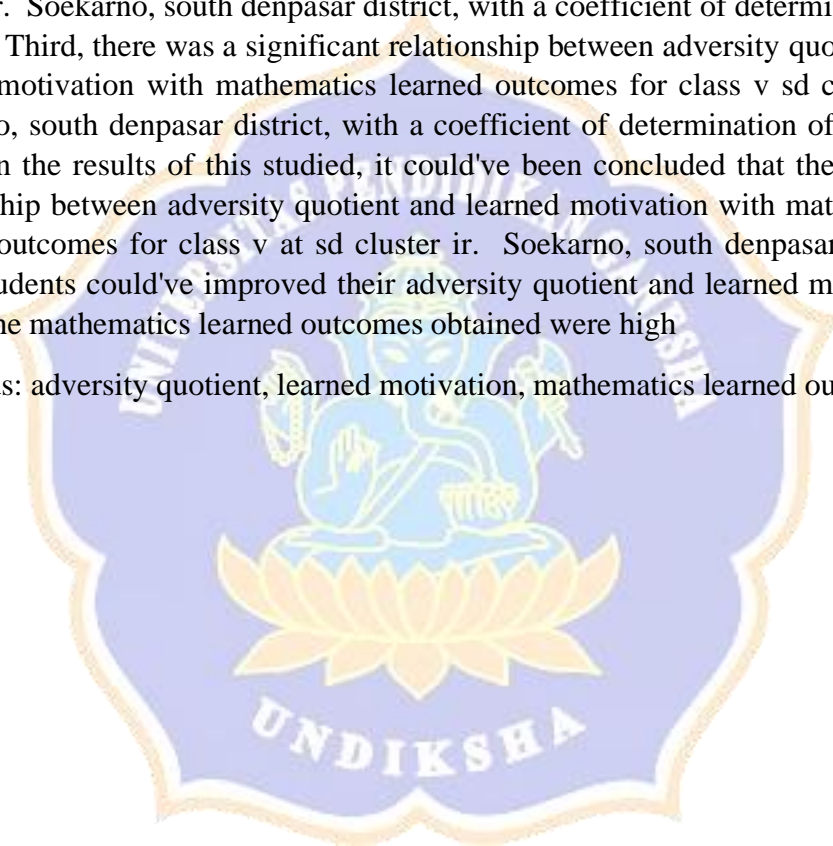 r. Soekarno, south denpasar district, with a coefficient of determi
Third, there was a significant relationship between adversity quo
motivation with mathematics learned outcomes for class v sd c
o, south denpasar district, with a coefficient of determination of
n the results of this studied, it could've been concluded that the
ship between adversity quotient and learned motivation with mat
outcomes for class v at sd cluster ir. Soekarno, south denpasar
udents could've improved their adversity quotient and learned m
he mathematics learned outcomes obtained were high
s: adversity quotient, learned motivation, mathematics learned ou
UNIVERSITAS PENDIDIKAN GANESHA
UNDIKSHA